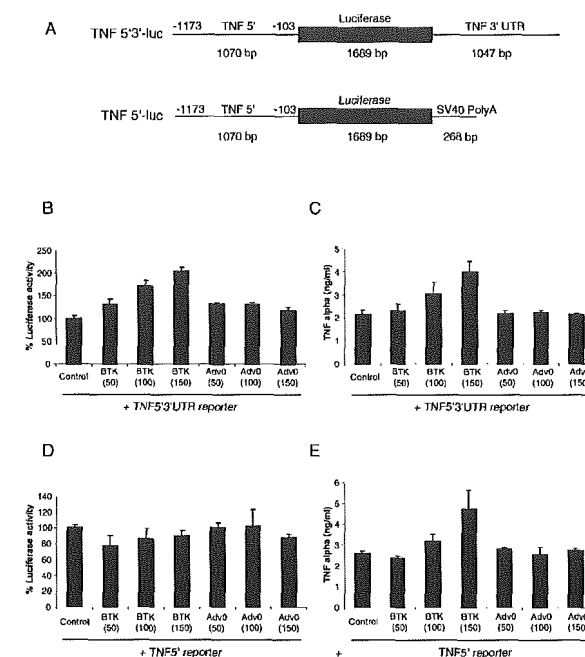 A
TNF 5'3'-luc
-1173 TNF 5' -103 Luciferase TNF 3' UTR
1070 bp 1689 bp 1047 bp
TNF 5'-luc
-1173 TNF 5' -103 Luciferase SV40 PolyA
1070 bp 1689 bp 268 bp
B
% Luciferase activity
250
200
150
100
50
0
Control BTK (50) BTK (100) BTK (150) Adv0 (50) Adv0 (100) Adv0 (150)
+ TNF5'3'UTR reporter
C
TNF alpha (ng/ml)
5
4
3
2
1
0
Control BTK (50) BTK (100) BTK (150) Adv0 (50) Adv0 (100) Adv0 (150)
+ TNF5'3'UTR reporter
D
% Luciferase activity
140
120
100
80
60
40
20
0
Control BTK (50) BTK (100) BTK (150) Adv0 (50) Adv0 (100) Adv0 (150)
+ TNF5' reporter
E
TNF alpha (ng/ml)
6
5
4
3
2
1
0
Control BTK (50) BTK (100) BTK (150) Adv0 (50) Adv0 (100) Adv0 (150)
+ TNF5' reporter